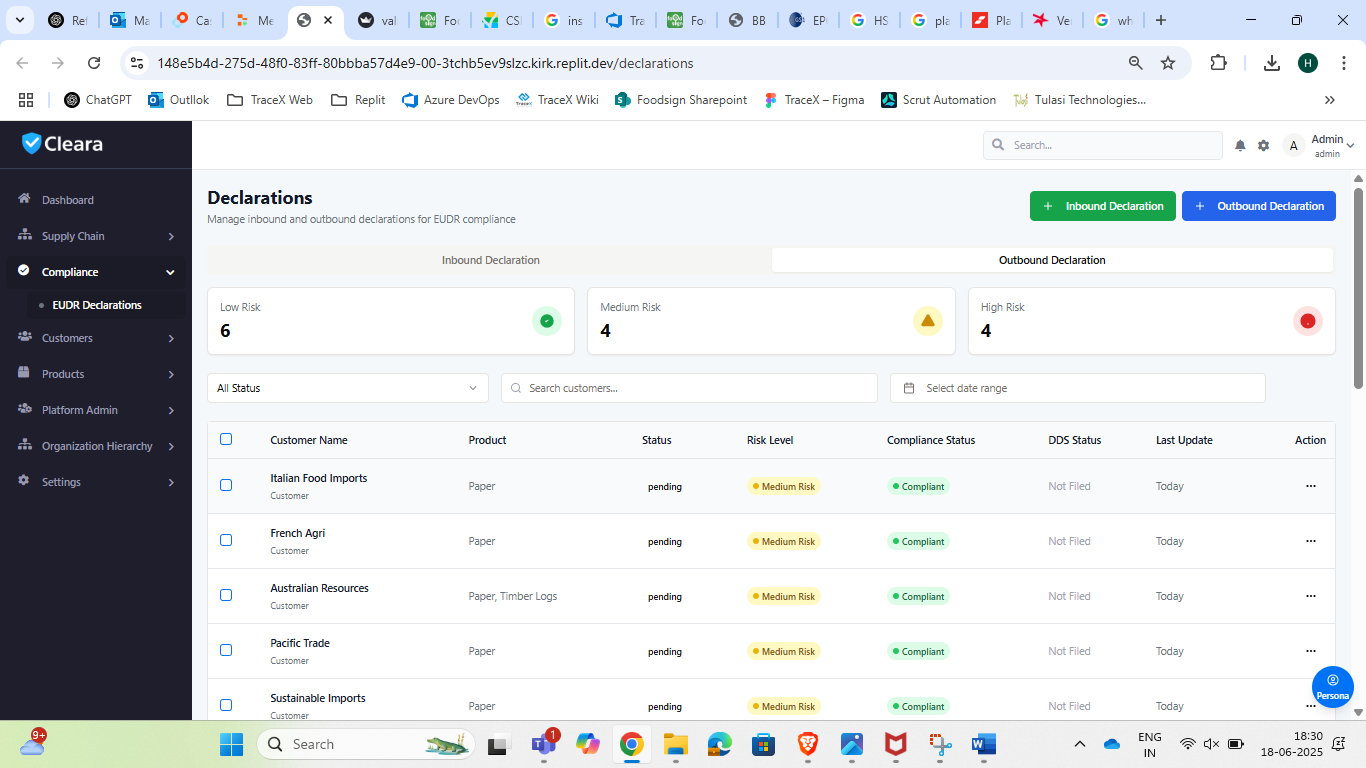 Ref
Ma
Ca
Me
val
Foo
CSI
ins
Tra
Foo
BB
EP
HS
pla
Pla
Ve
wh
148e5b4d-275d-48f0-83ff-80bbba57d4e9-00-3tchb5ev9slzc.kirk.replit.dev/declarations
H
ChatGPT
Outllok
TraceX Web
Replit
Azure DevOps
TraceX Wiki
Foodsign Sharepoint
TraceX – Figma
Scrut Automation
Tulasi Technologies...
Cleara
Search...
A
Admin
admin
Dashboard
Supply Chain
Compliance
EUDR Declarations
Customers
Products
Platform Admin
Organization Hierarchy
Settings
Declarations
Manage inbound and outbound declarations for EUDR compliance
+ Inbound Declaration
+ Outbound Declaration
Inbound Declaration
Outbound Declaration
Low Risk
6
Medium Risk
4
High Risk
4
All Status
Search customers...
Select date range
Customer Name Product Status Risk Level Compliance Status DDS Status Last Update Action
Italian Food Imports
Customer
Paper pending Medium Risk Compliant Not Filed Today ...
French Agri
Customer
Paper pending Medium Risk Compliant Not Filed Today ...
Australian Resources
Customer
Paper, Timber Logs pending Medium Risk Compliant Not Filed Today ...
Pacific Trade
Customer
Paper pending Medium Risk Compliant Not Filed Today ...
Sustainable Imports
Customer
Paper pending Medium Risk Compliant Not Filed Today ...
Persona
9+
Search
1
ENG
IN
18:30
18-06-2025